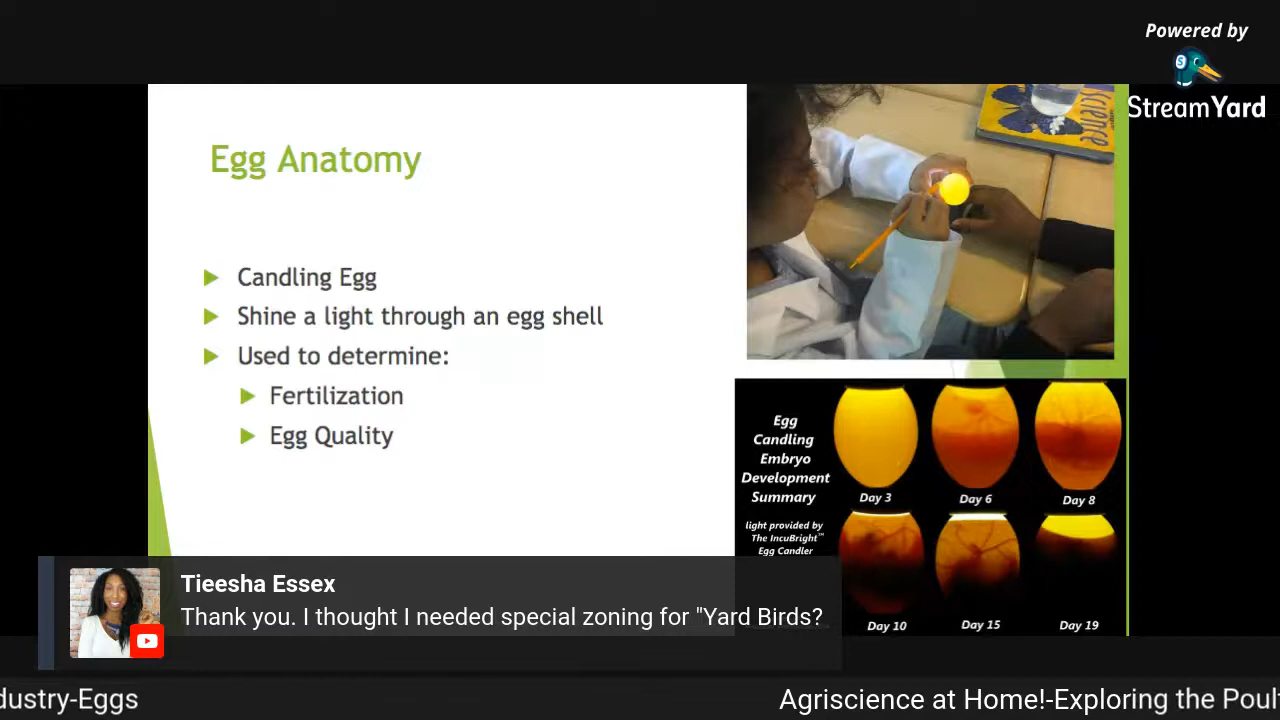 Powered by
StreamYard
science
Egg Anatomy
Candling Egg
Shine a light through an egg shell
Used to determine:
Fertilization
Egg Quality
Egg
Candling
Embryo
Development
Summary
light provided by
The IncuBright™
Egg Candler
Day 3
Day 6
Day 8
Day 10
Day 15
Day 19
Tieesha Essex
Thank you. I thought I needed special zoning for "Yard Birds?
dustry-Eggs
Agriscience at Home!-Exploring the Poul